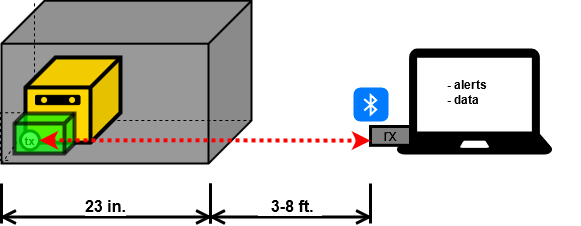 - alerts
- data
tx
rx
23 in.
3-8 ft.